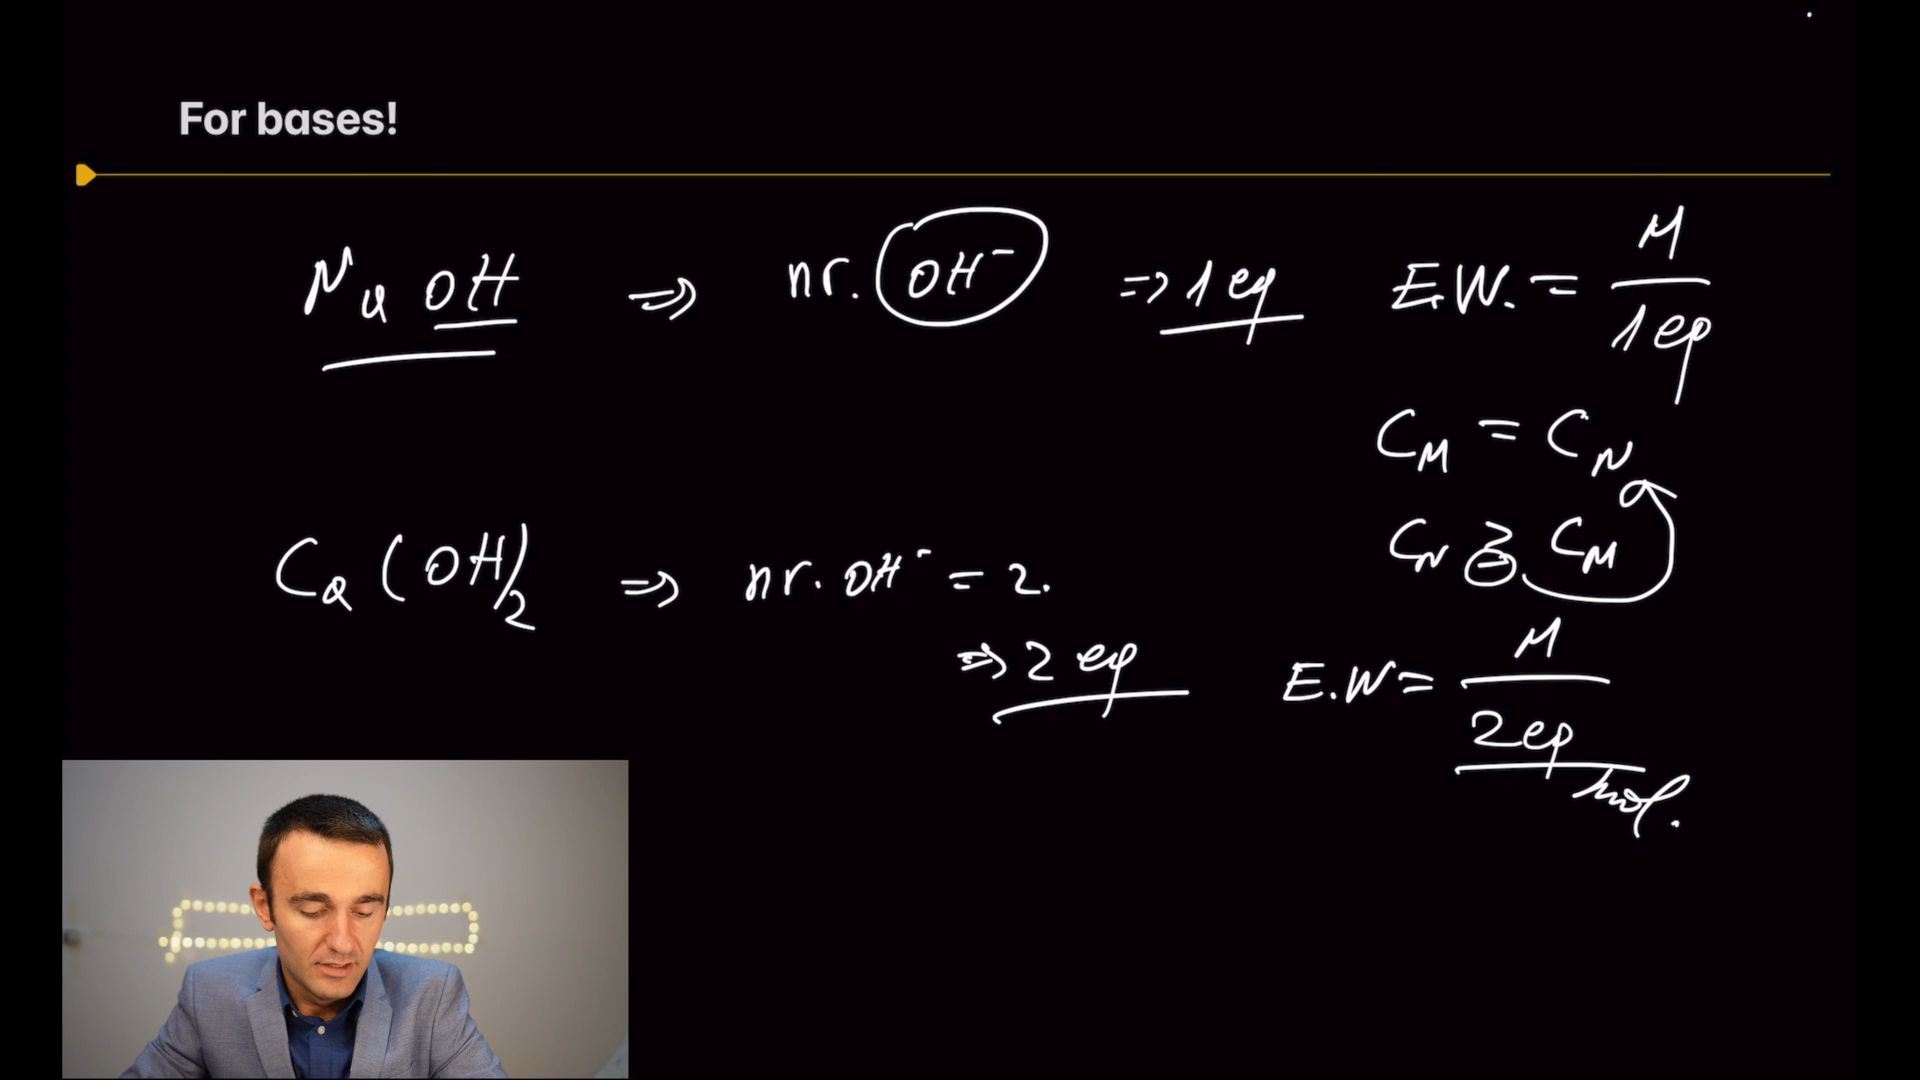 For bases!
NaOH ⇒ nr. OH⁻ ⇒ 1 eq E.W. = M / 1 eq
C_M = C_N
C_N ≥ C_M
Ca(OH)₂ ⇒ nr. OH⁻ = 2.
⇒ 2 eq E.W = M / 2 eq
mol.